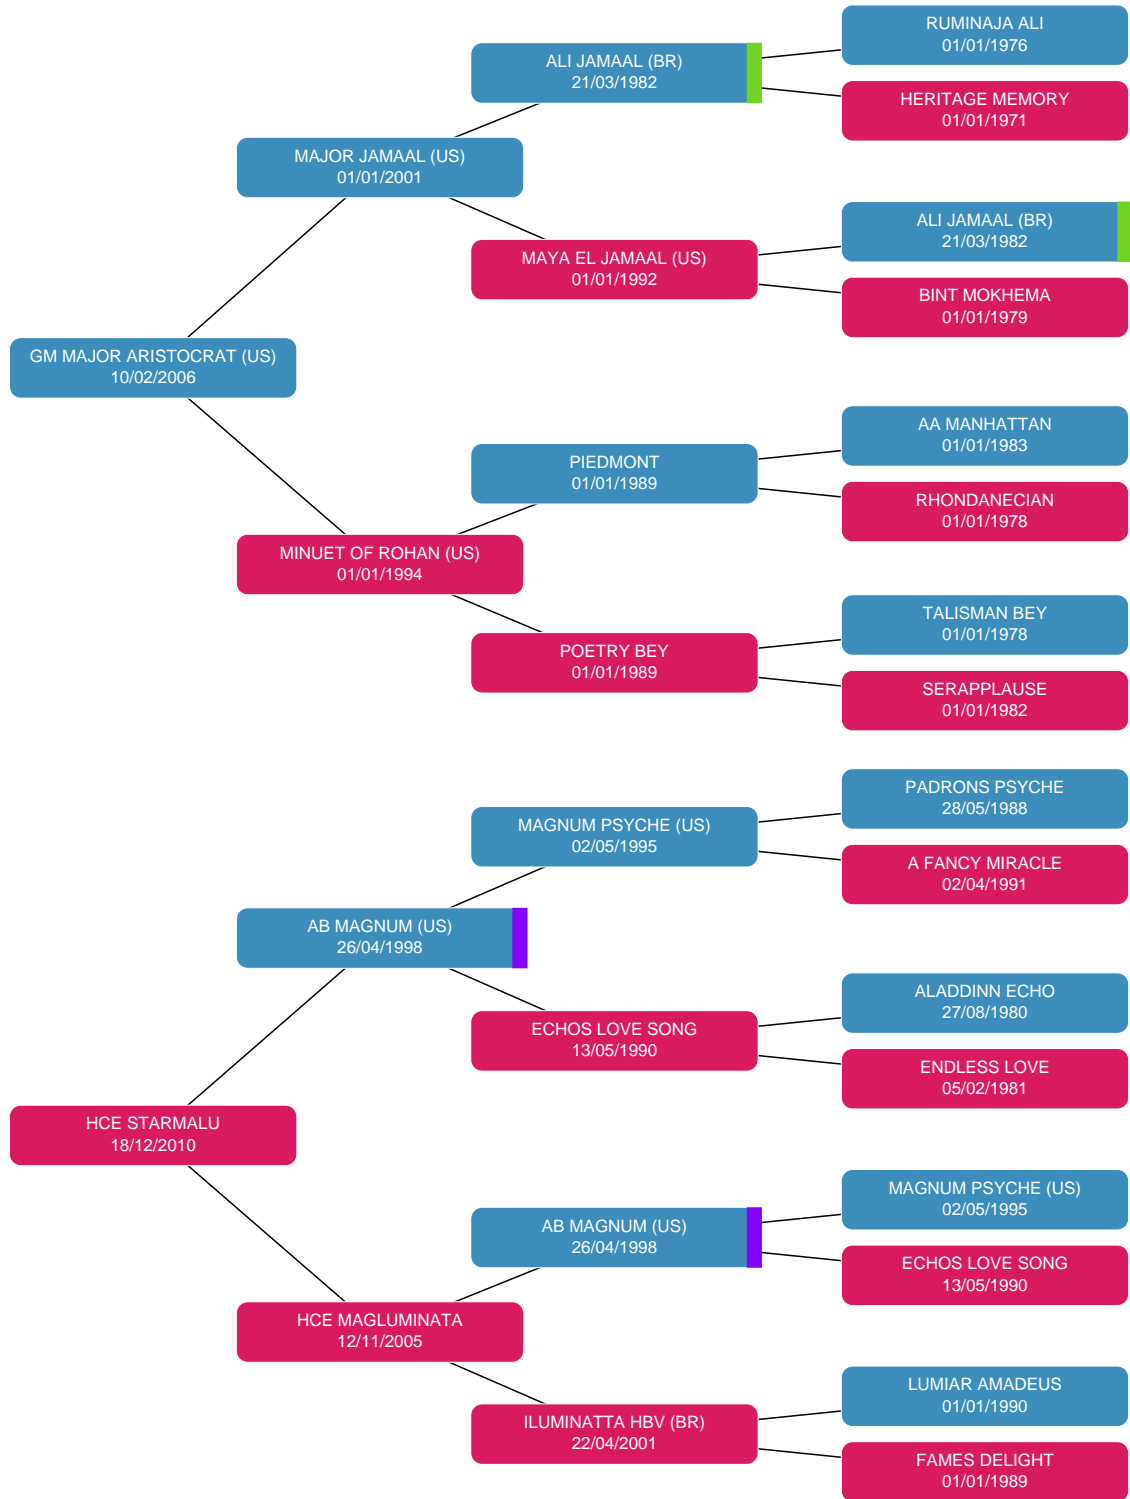 RUMINAJA ALI
01/01/1976
ALI JAMAAL (BR)
21/03/1982
HERITAGE MEMORY
01/01/1971
MAJOR JAMAAL (US)
01/01/2001
ALI JAMAAL (BR)
21/03/1982
MAYA EL JAMAAL (US)
01/01/1992
BINT MOKHEMA
01/01/1979
GM MAJOR ARISTOCRAT (US)
10/02/2006
AA MANHATTAN
01/01/1983
PIEDMONT
01/01/1989
RHONDANECIAN
01/01/1978
MINUET OF ROHAN (US)
01/01/1994
TALISMAN BEY
01/01/1978
POETRY BEY
01/01/1989
SERAPPLAUSE
01/01/1982
PADRONS PSYCHE
28/05/1988
MAGNUM PSYCHE (US)
02/05/1995
A FANCY MIRACLE
02/04/1991
AB MAGNUM (US)
26/04/1998
ALADDINN ECHO
27/08/1980
ECHOS LOVE SONG
13/05/1990
ENDLESS LOVE
05/02/1981
HCE STARMALU
18/12/2010
MAGNUM PSYCHE (US)
02/05/1995
AB MAGNUM (US)
26/04/1998
ECHOS LOVE SONG
13/05/1990
HCE MAGLUMINATA
12/11/2005
LUMIAR AMADEUS
01/01/1990
ILUMINATTA HBV (BR)
22/04/2001
FAMES DELIGHT
01/01/1989